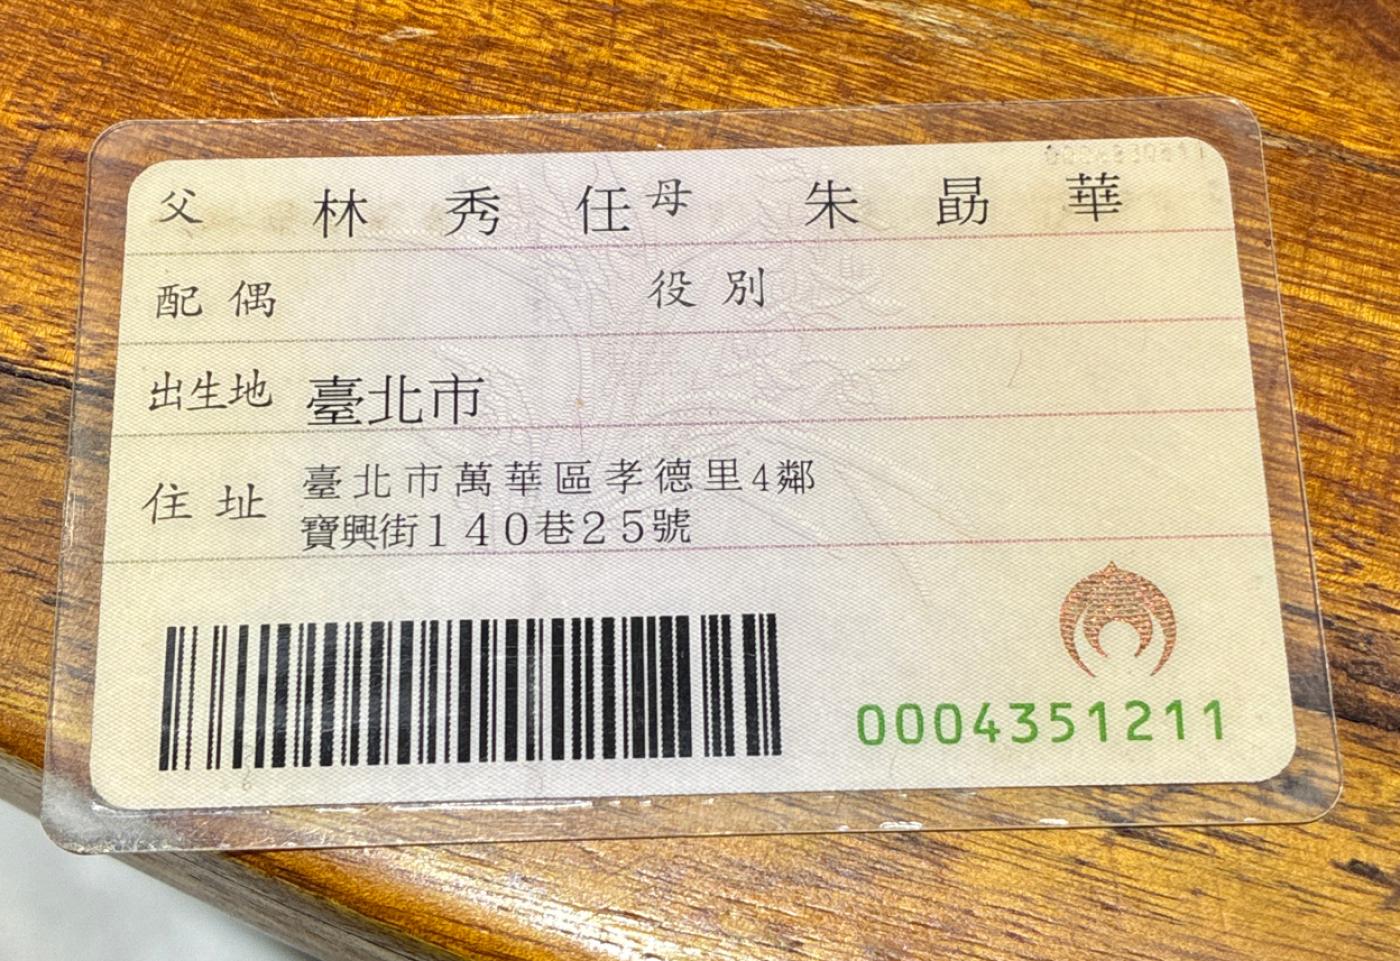 父 林秀任 母 朱勗華
配偶 役別
出生地 臺北市
住址 臺北市萬華區孝德里4鄰
寶興街140巷25號
0004351211